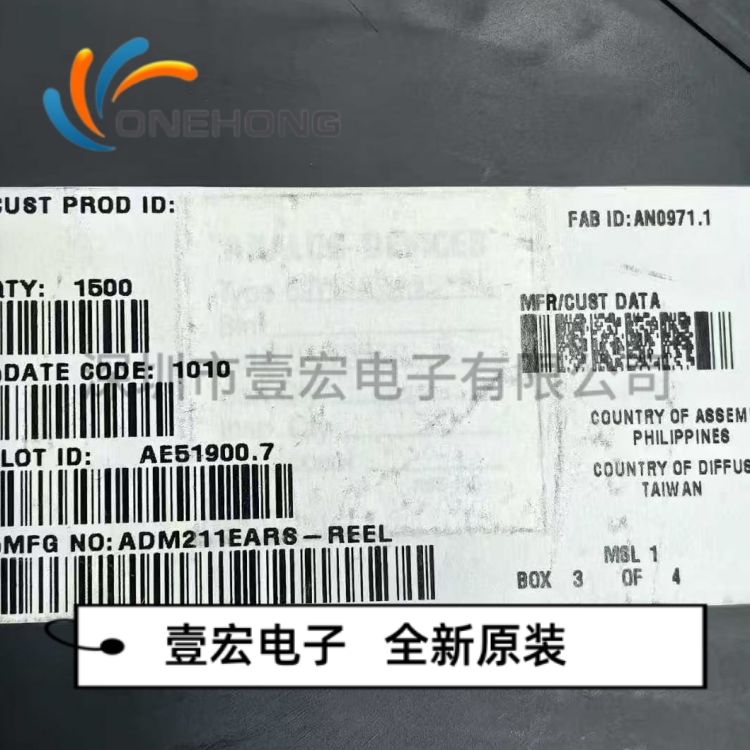 ONEHONG
CUST PROD ID:
FAB ID:AN0971.1
QTY: 1500
MFR/CUST DATA
DATE CODE: 1010
深圳市壹宏电子有限公司
COUNTRY OF ASSEM
PHILIPPINES
LOT ID: AE51900.7
COUNTRY OF DIFFUS
TAIWAN
MFG NO:ADM211EARS-REEL
MSL 1
BOX 3 OF 4
壹宏电子 全新原装